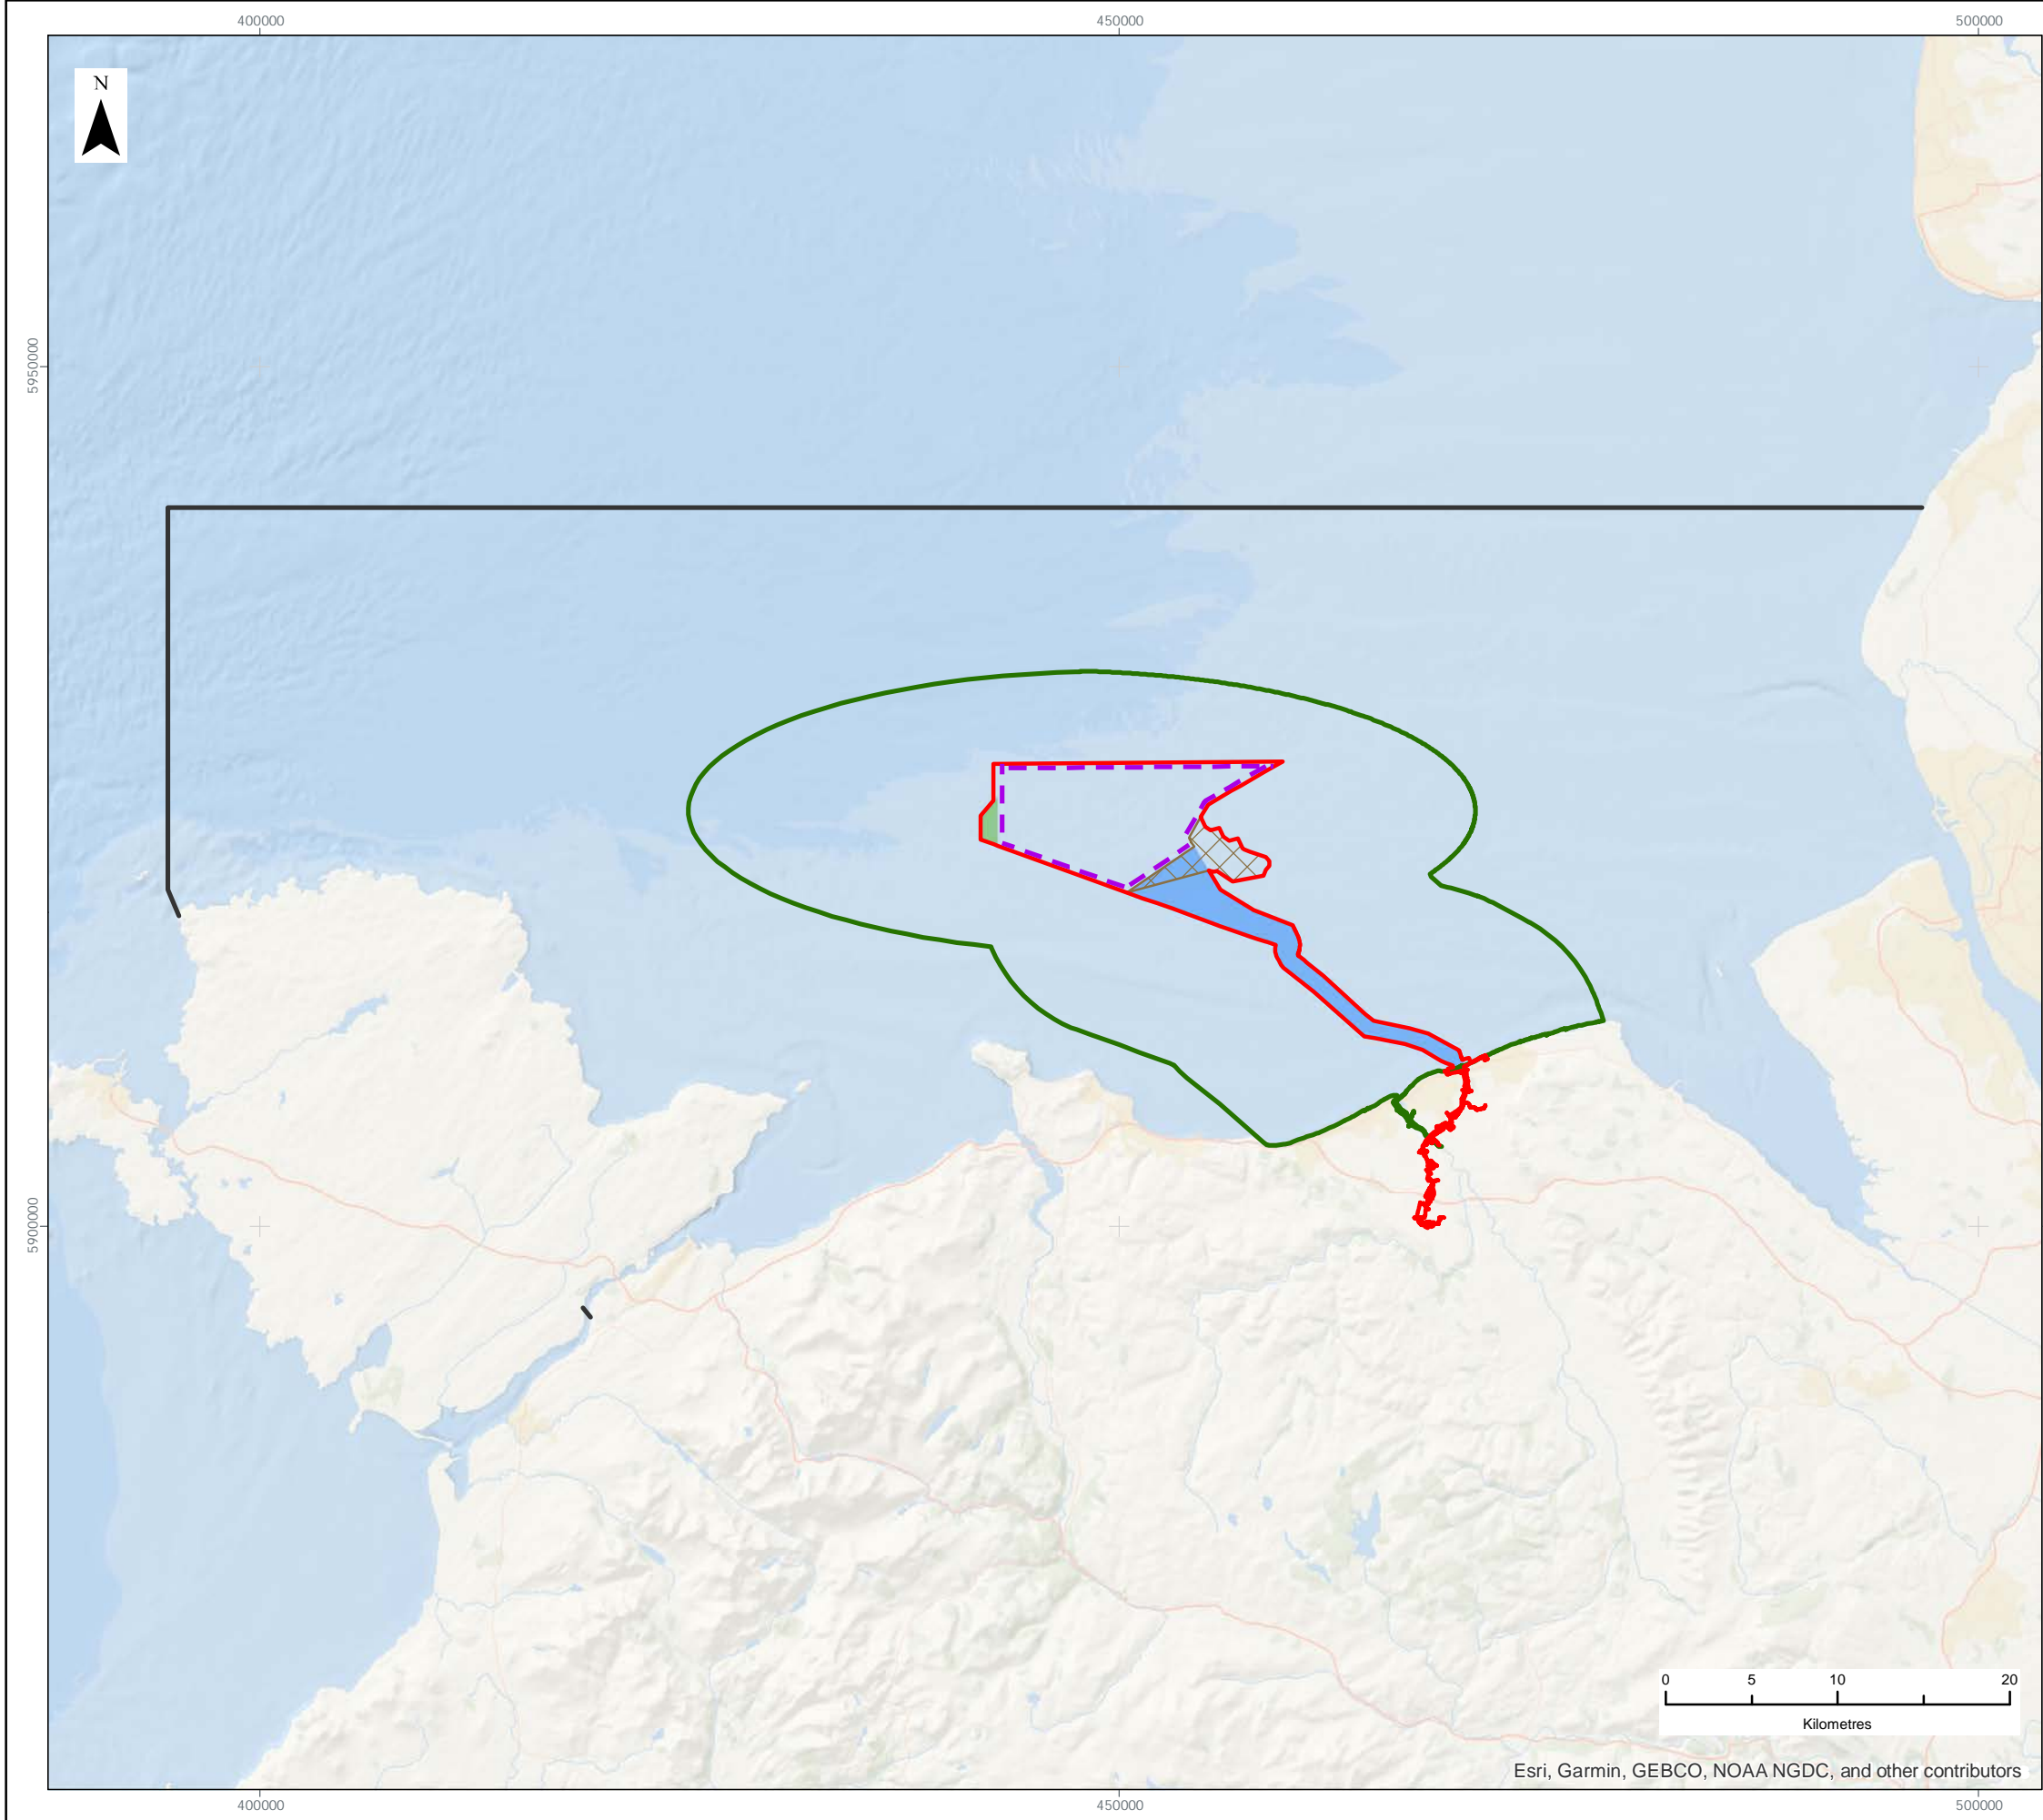 400000 450000 500000
N
5950000
5900000
0 5 10 20
Kilometres
Esri, Garmin, GEBCO, NOAA NGDC, and other contributors
400000 450000 500000